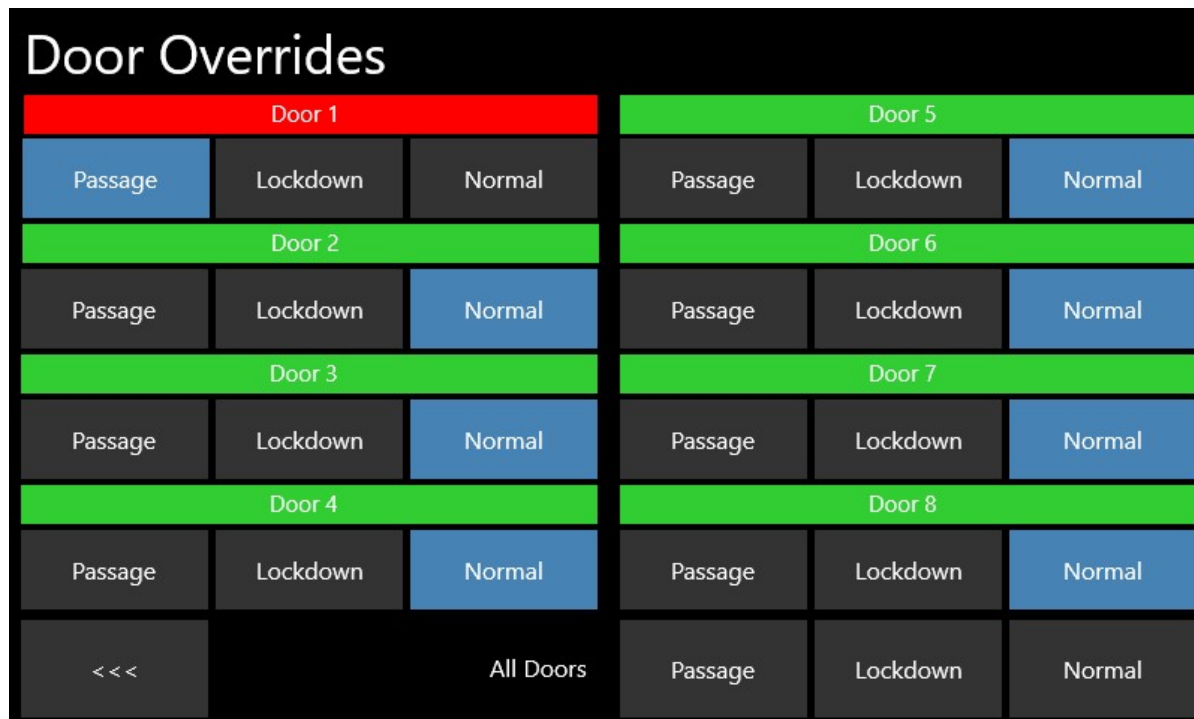 Door Overrides
Door 1
Passage Lockdown Normal
Door 2
Passage Lockdown Normal
Door 3
Passage Lockdown Normal
Door 4
Passage Lockdown Normal
Door 5
Passage Lockdown Normal
Door 6
Passage Lockdown Normal
Door 7
Passage Lockdown Normal
Door 8
Passage Lockdown Normal
<<< All Doors Passage Lockdown Normal